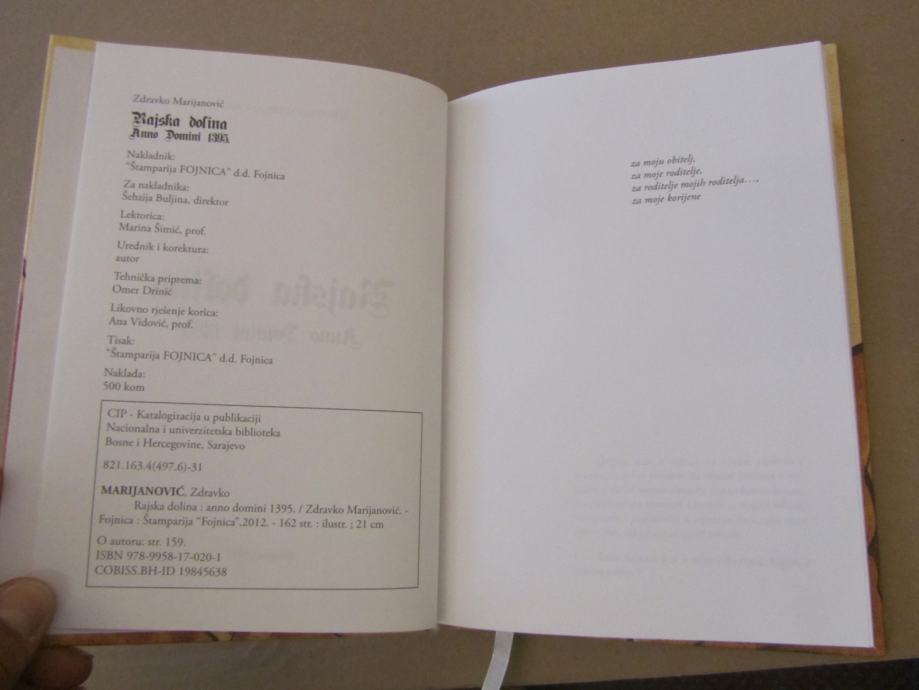 Zdravko Marijanović
Rajska dolina
Anno Domini 1395.
Nakladnik:
"Štamparija FOJNICA" d.d. Fojnica
Za nakladnika:
Šehzija Buljina, direktor
Lektorica:
Marina Šimić, prof.
Urednik i korektura:
autor
Tehnička priprema:
Omer Drinić
Likovno rješenje korica:
Ana Vidović, prof.
Tisak:
"Štamparija FOJNICA" d.d. Fojnica
Naklada:
500 kom
CIP - Katalogizacija u publikaciji
Nacionalna i univerzitetska biblioteka
Bosne i Hercegovine, Sarajevo
821.163.4(497.6)-31
MARIJANOVIĆ, Zdravko
Rajska dolina : anno domini 1395. / Zdravko Marijanović. -
Fojnica : Štamparija "Fojnica",2012. - 162 str. : ilustr. ; 21 cm
O autoru: str. 159.
ISBN 978-9958-17-020-1
COBISS.BH-ID 19845638
za moju obitelj,
za moje roditelje,
za roditelje mojih roditelja…,
za moje korijene